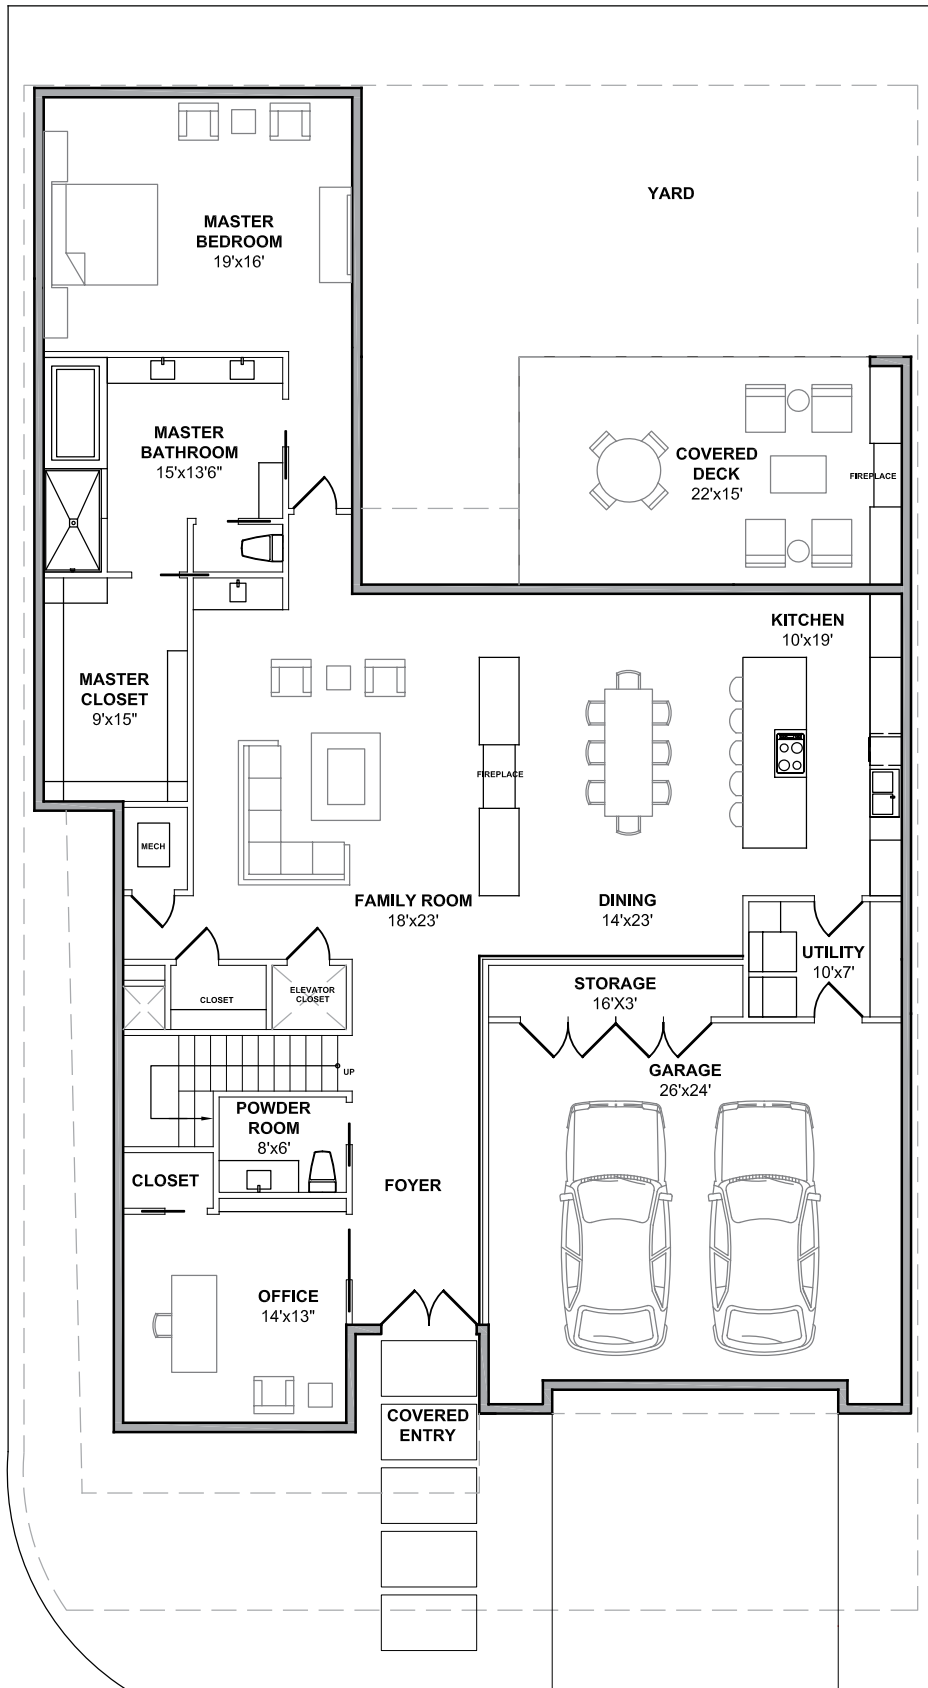 YARD
MASTER
BEDROOM
19'x16'
MASTER
BATHROOM
15'x13'6"
COVERED
DECK
22'x15'
FIREPLACE
KITCHEN
10'x19'
MASTER
CLOSET
9'x15"
FIREPLACE
MECH
FAMILY ROOM
18'x23'
DINING
14'x23'
UTILITY
10'x7'
STORAGE
16'X3'
CLOSET
ELEVATOR
CLOSET
UP
GARAGE
26'x24'
POWDER
ROOM
8'x6'
CLOSET
FOYER
OFFICE
14'x13"
COVERED
ENTRY